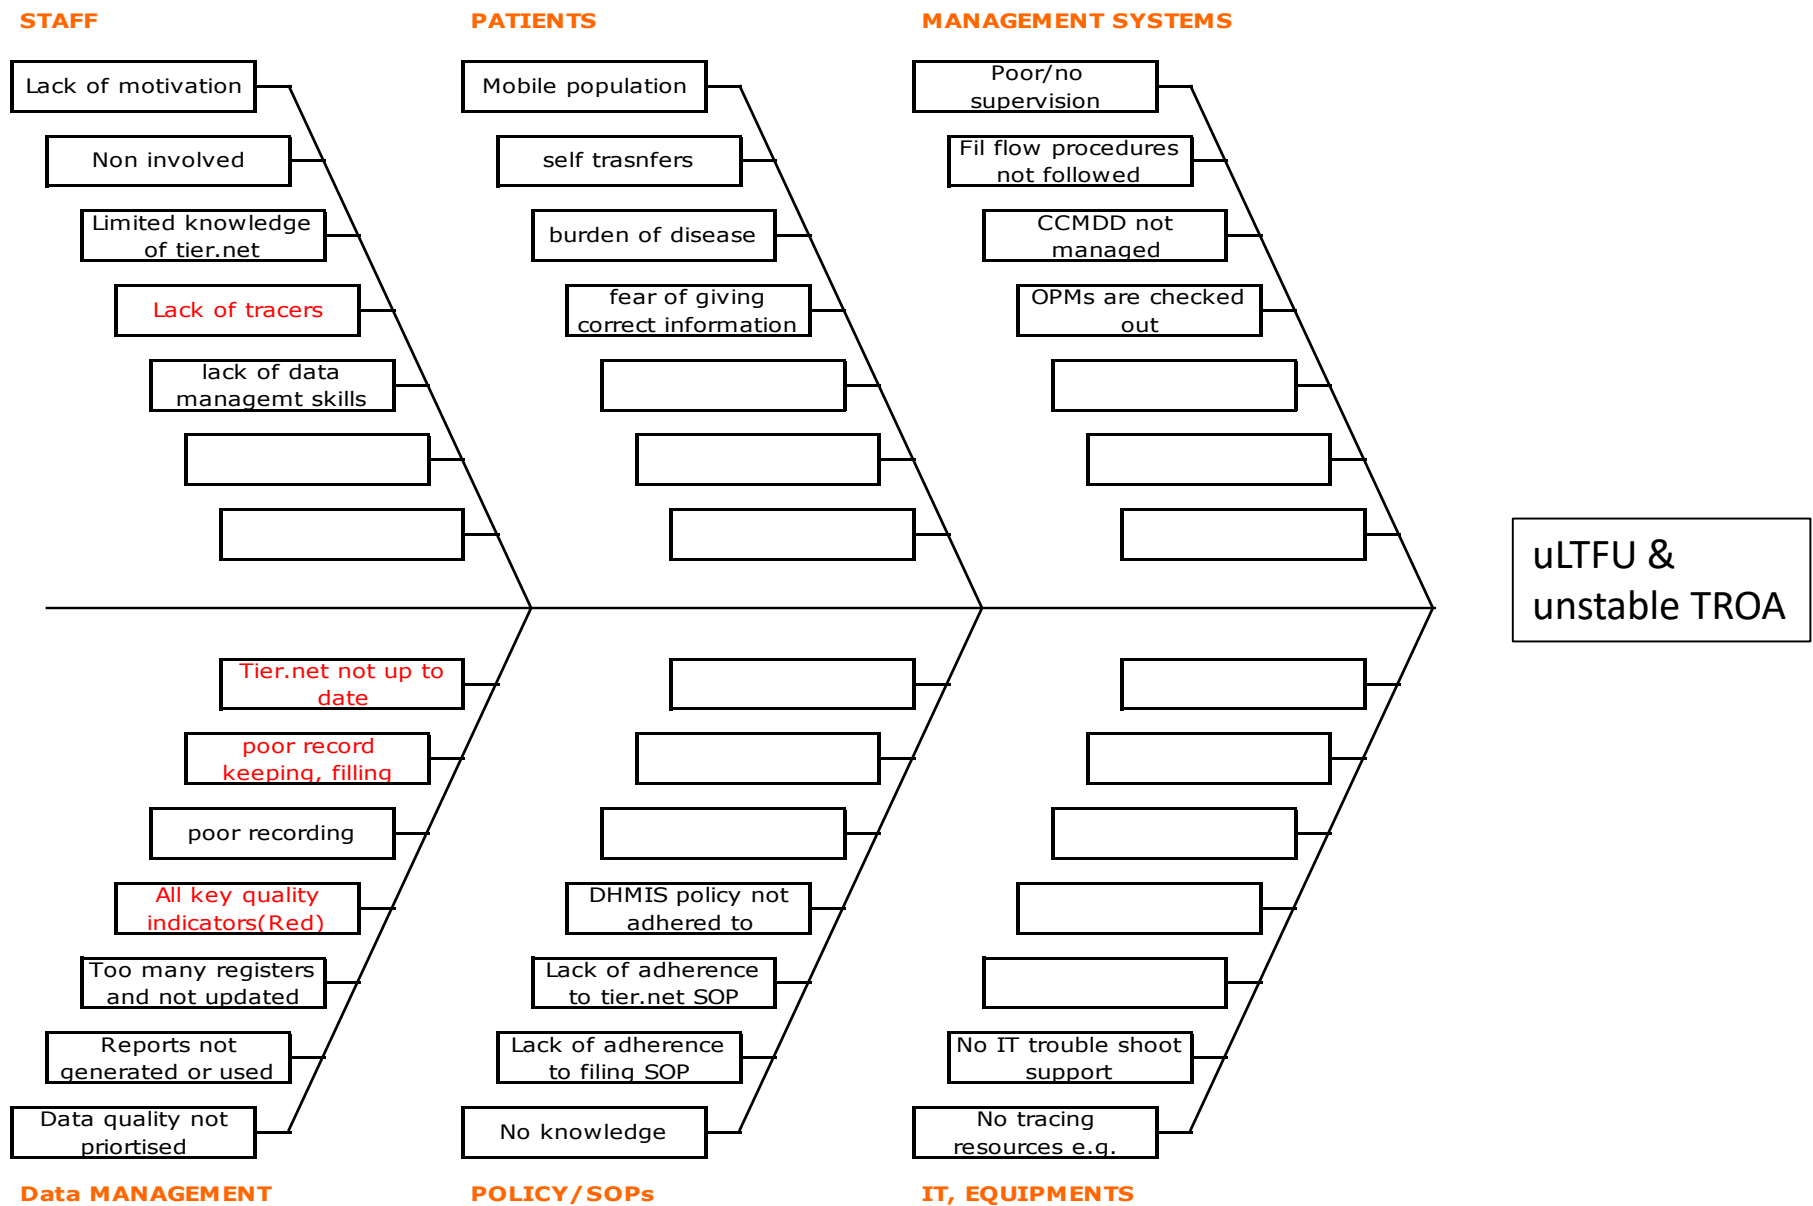 STAFF
PATIENTS
MANAGEMENT SYSTEMS
Lack of motivation
Non involved
Limited knowledge
of tier.net
Lack of tracers
lack of data
managemt skills
Mobile population
self trasnfers
burden of disease
fear of giving
correct information
Poor/no
supervision
Fil flow procedures
not followed
CCMDD not
managed
OPMs are checked
out
uLTFU &
unstable TROA
Tier.net not up to
date
poor record
keeping, filling
poor recording
All key quality
indicators(Red)
Too many registers
and not updated
Reports not
generated or used
Data quality not
priortised
DHMIS policy not
adhered to
Lack of adherence
to tier.net SOP
Lack of adherence
to filing SOP
No knowledge
No IT trouble shoot
support
No tracing
resources e.g.
Data MANAGEMENT
POLICY/SOPs
IT, EQUIPMENTS